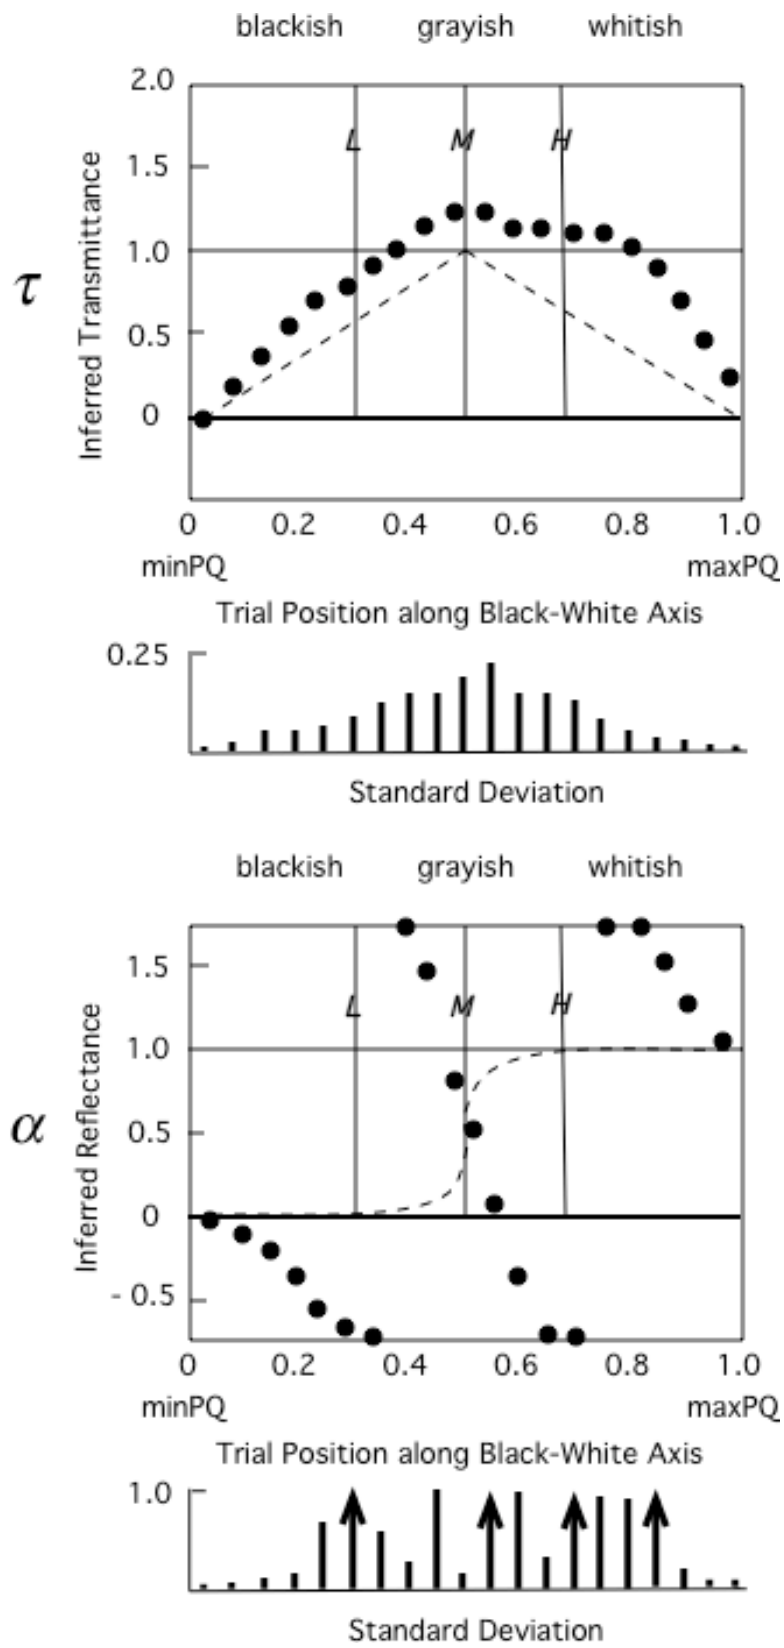 blackish grayish whitish
2.0
L M H
1.5
1.0
τ
Inferred Transmittance
0.5
0
0 0.2 0.4 0.6 0.8 1.0
minPQ maxPQ
Trial Position along Black-White Axis
0.25
Standard Deviation
blackish grayish whitish
1.5
L M H
1.0
α
Inferred Reflectance
0.5
0
- 0.5
0 0.2 0.4 0.6 0.8 1.0
minPQ maxPQ
Trial Position along Black-White Axis
1.0
Standard Deviation